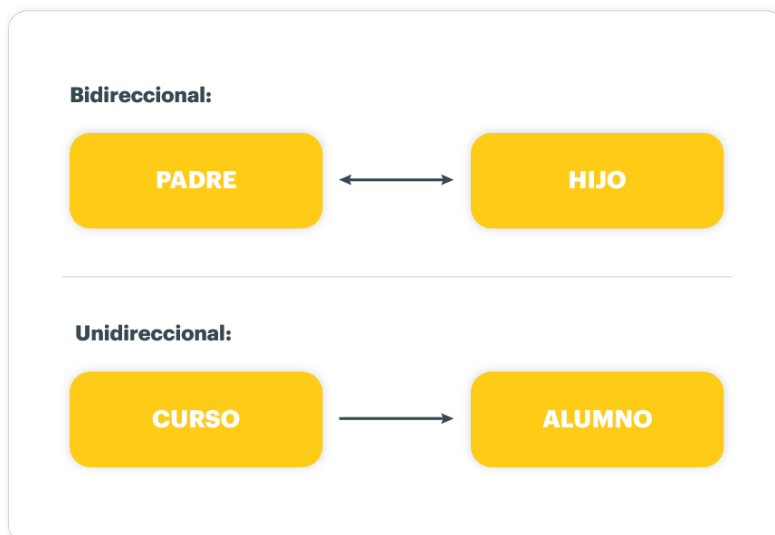 Bidireccional:
PADRE
HIJO
Unidireccional:
CURSO
ALUMNO